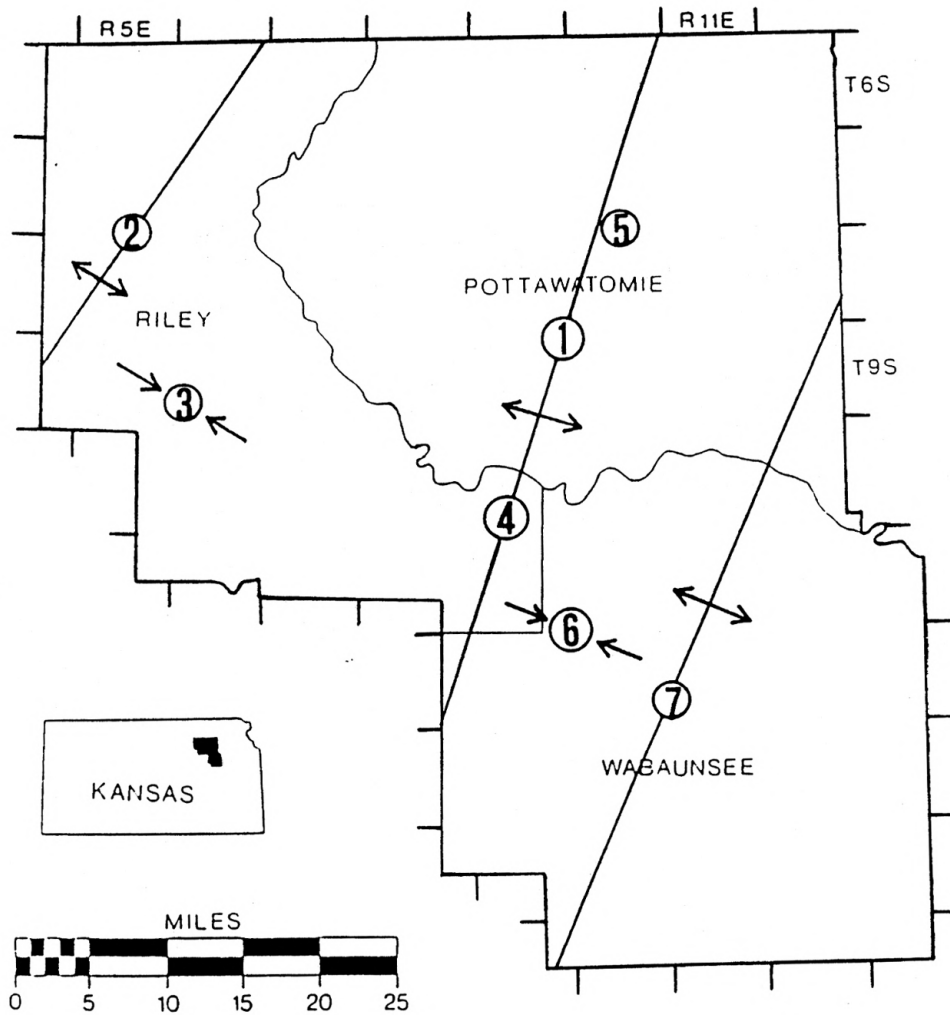 R5E
R11E
T6S
2
5
POTTAWATOMIE
RILEY
1
T9S
3
4
6
7
WABAUNSEE
KANSAS
MILES
0 5 10 15 20 25